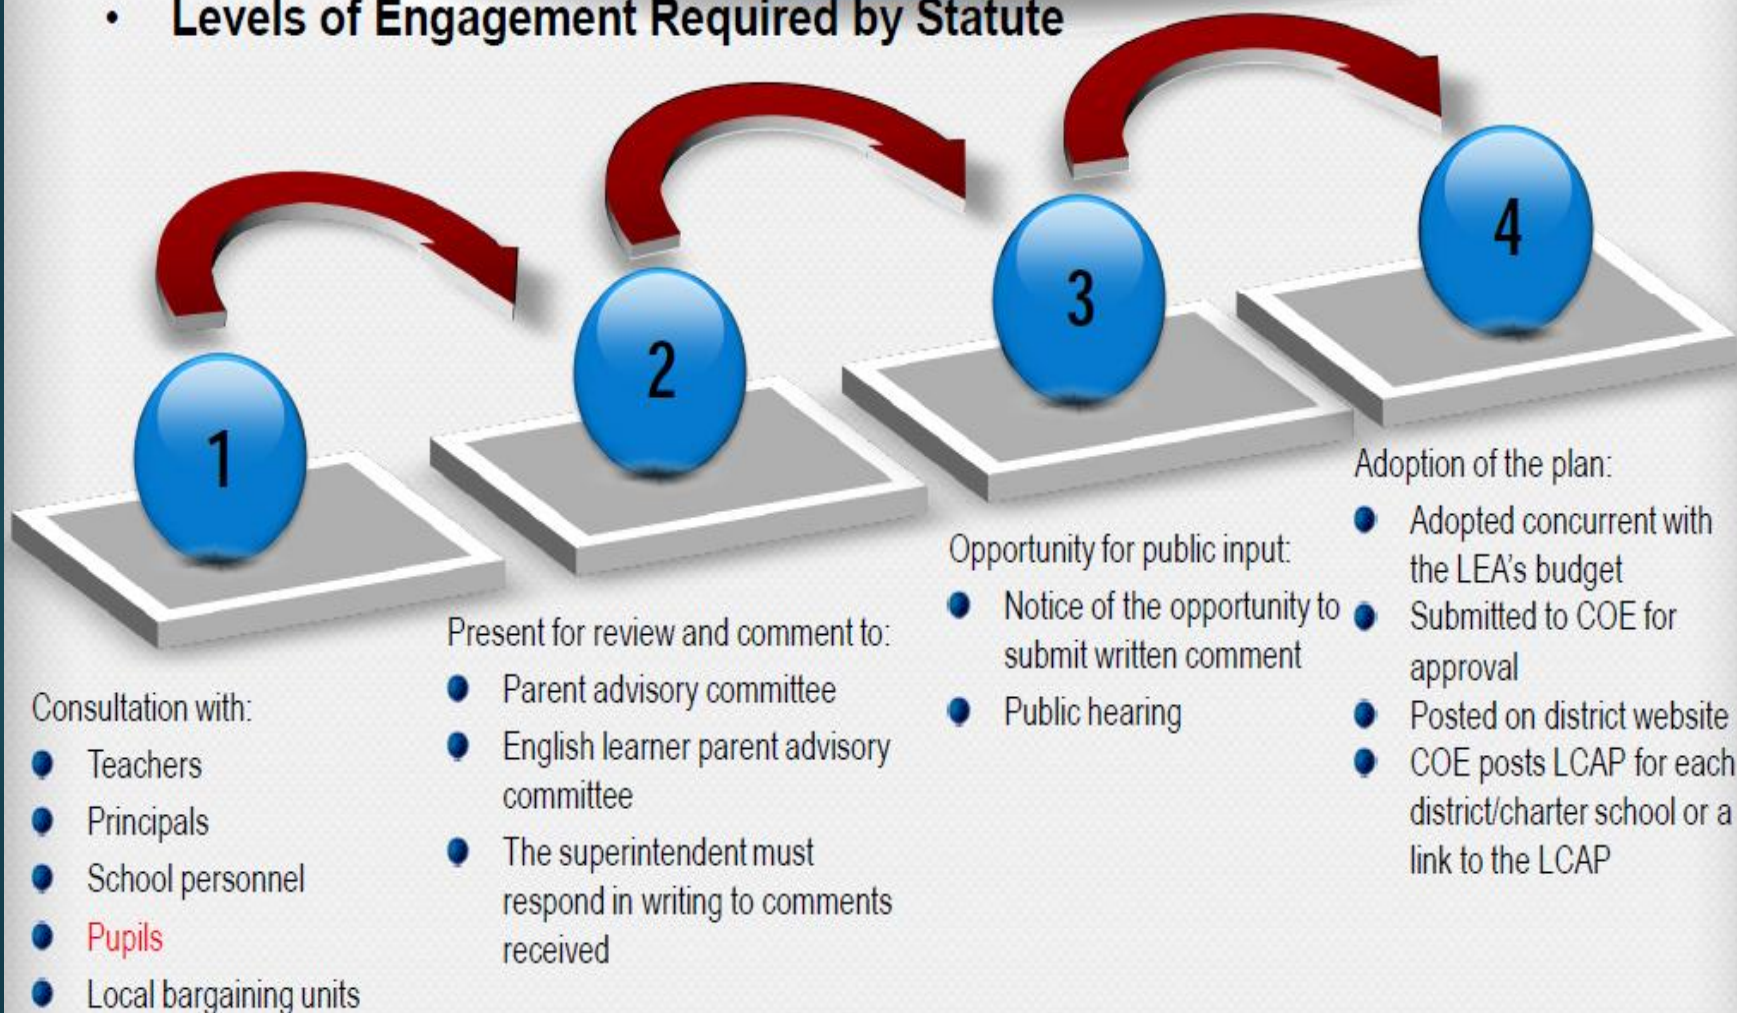 • Levels of Engagement Required by Statute
1
2
3
4
Consultation with:
Teachers
Principals
School personnel
Pupils
Local bargaining units
Present for review and comment to:
Parent advisory committee
English learner parent advisory
committee
The superintendent must
respond in writing to comments
received
Opportunity for public input:
Notice of the opportunity to
submit written comment
Public hearing
Adoption of the plan:
Adopted concurrent with
the LEA's budget
Submitted to COE for
approval
Posted on district website
COE posts LCAP for each
district/charter school or a
link to the LCAP